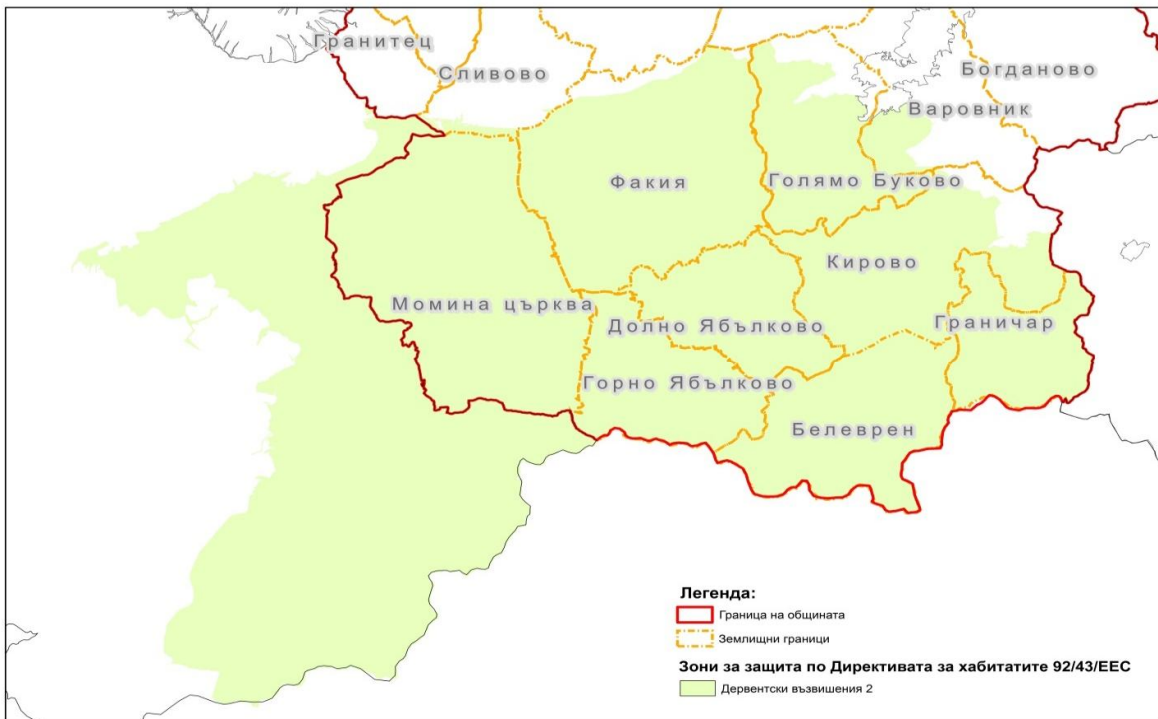 Гранитец
Сливово
Богданово
Варовник
Факия
Голямо Буково
Кирово
Момина църква
Долно Ябълково
Граничар
Горно Ябълково
Белеврен
Легенда:
Граница на общината
Землищни граници
Зони за защита по Директивата за хабитатите 92/43/ЕЕС
Дервентски възвишения 2